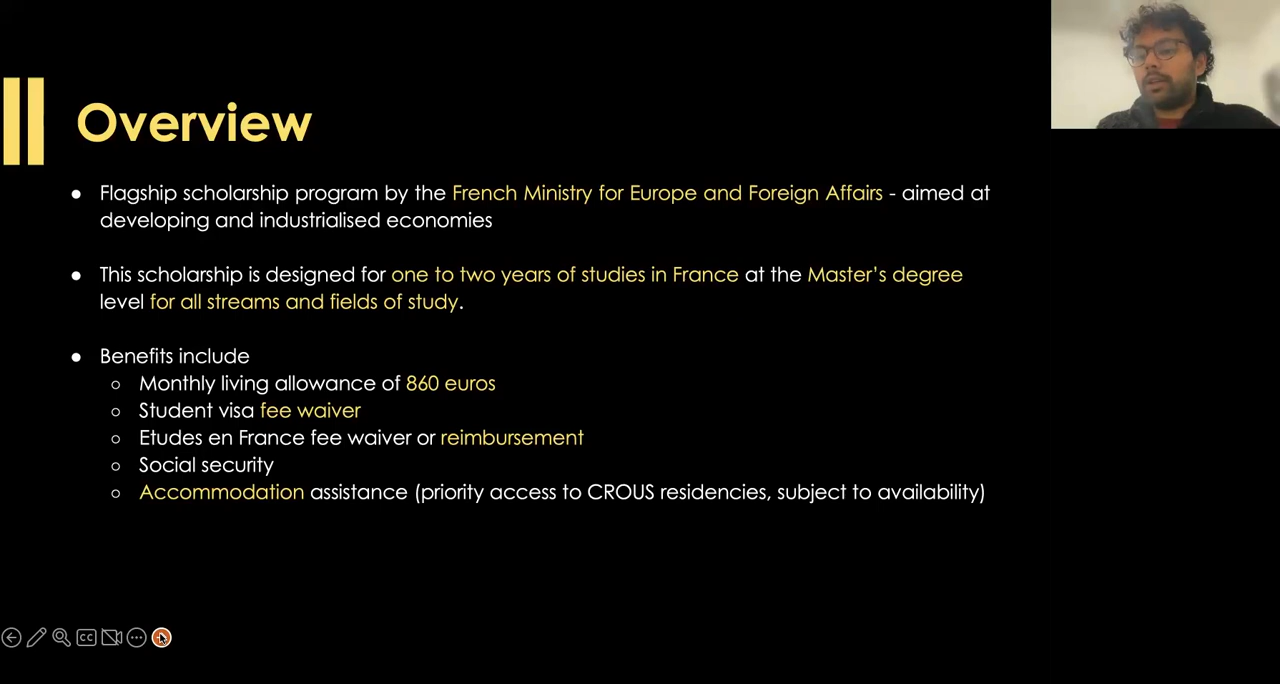 Overview
● Flagship scholarship program by the French Ministry for Europe and Foreign Affairs - aimed at
developing and industrialised economies
● This scholarship is designed for one to two years of studies in France at the Master’s degree
level for all streams and fields of study.
● Benefits include
○ Monthly living allowance of 860 euros
○ Student visa fee waiver
○ Etudes en France fee waiver or reimbursement
○ Social security
○ Accommodation assistance (priority access to CROUS residencies, subject to availability)
CC